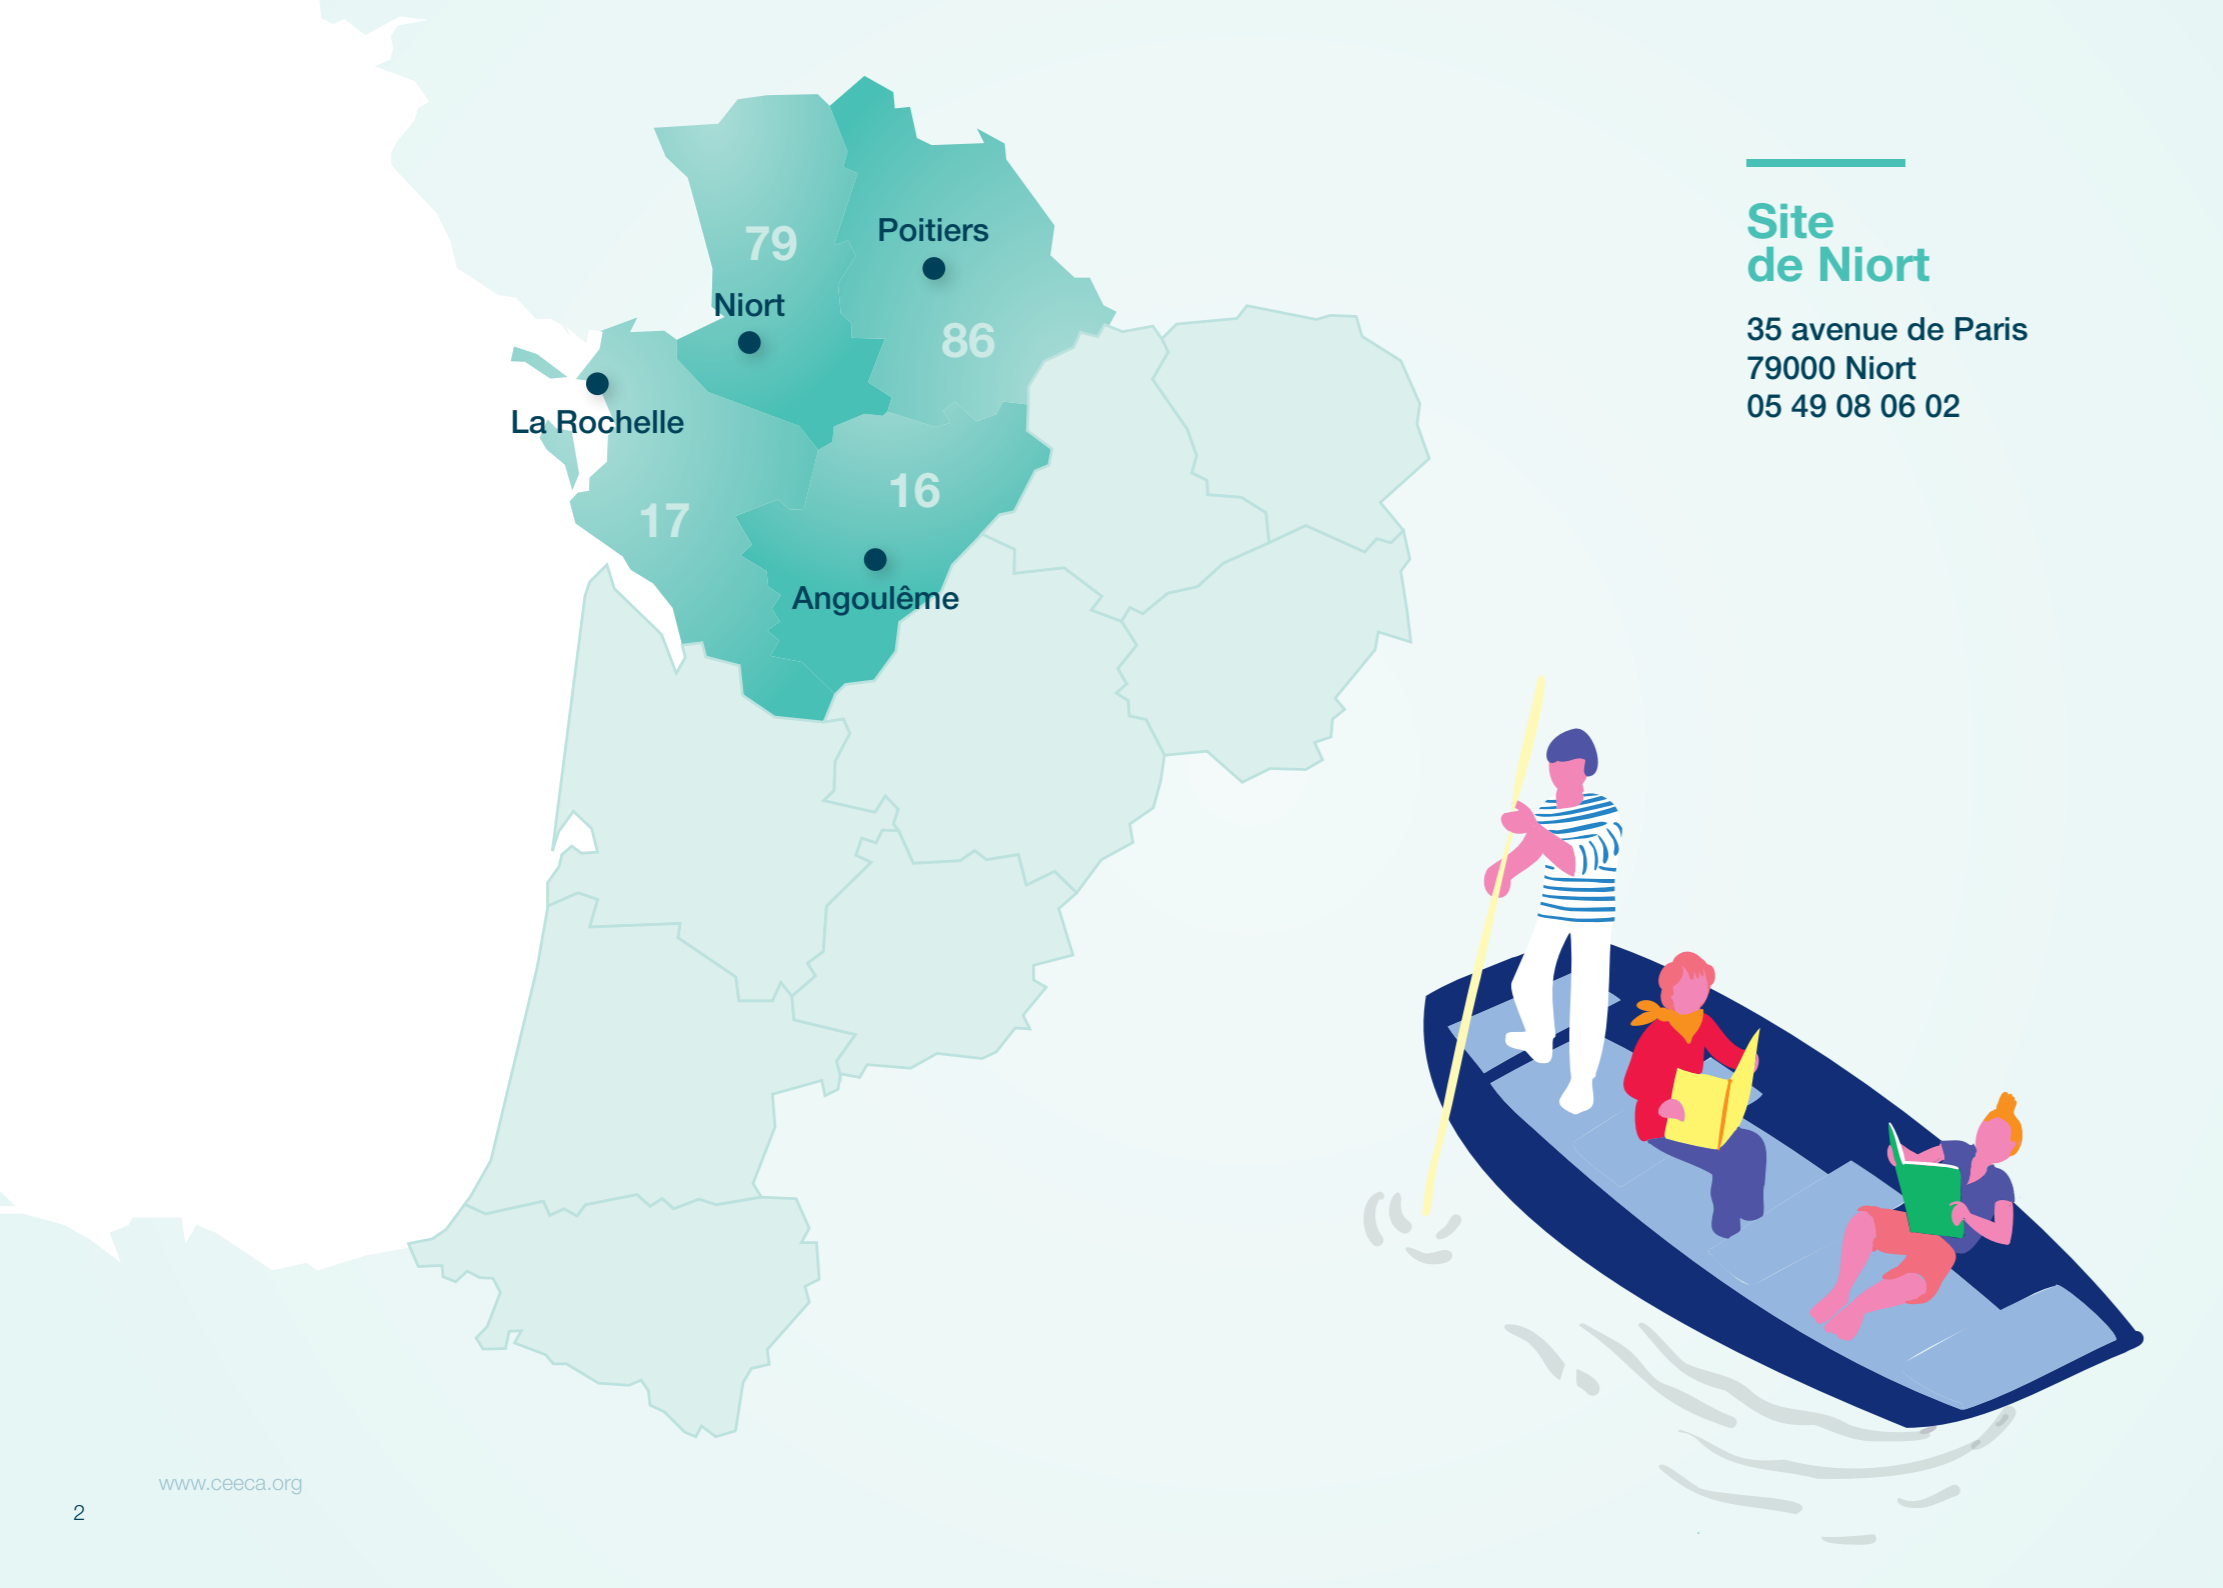 79
Poitiers
Niort
86
La Rochelle
16
17
Angoulême
Site
de Niort
35 avenue de Paris
79000 Niort
05 49 08 06 02
www.ceeca.org
2